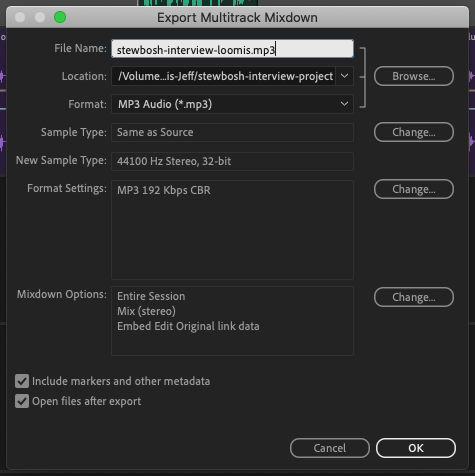 Export Multitrack Mixdown
File Name: stewbosh-interview-loomis.mp3
Location: /Volume...is-Jeff/stewbosh-interview-project Browse...
Format: MP3 Audio (*.mp3)
Sample Type: Same as Source Change...
New Sample Type: 44100 Hz Stereo, 32-bit
Format Settings: MP3 192 Kbps CBR Change...
Mixdown Options: Entire Session Change...
Mix (stereo)
Embed Edit Original link data
Include markers and other metadata
Open files after export
Cancel OK